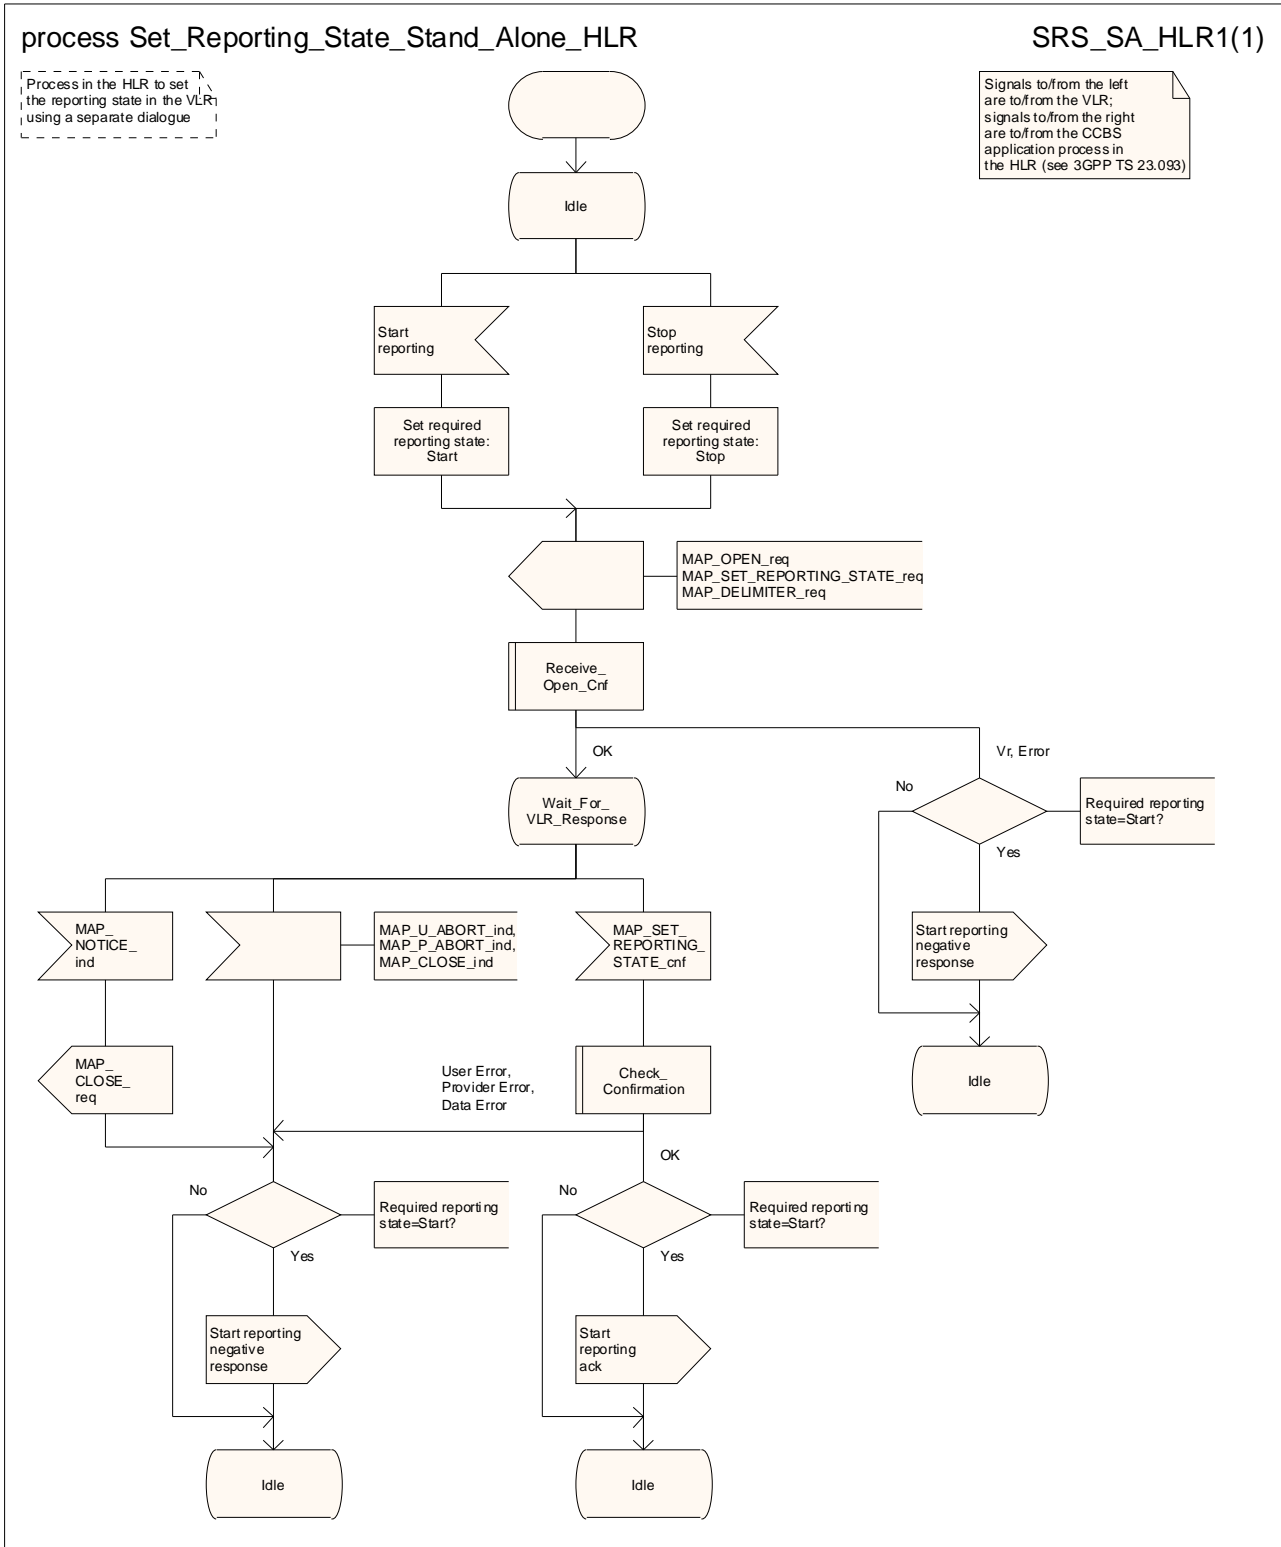 process Set_Reporting_State_Stand_Alone_HLR
SRS_SA_HLR1(1)
Process in the HLR to set
the reporting state in the VLR
using a separate dialogue
Signals to/from the left
are to/from the VLR;
signals to/from the right
are to/from the CCBS
application process in
the HLR (see 3GPP TS 23.093)
Idle
Start
reporting
Stop
reporting
Set required
reporting state:
Start
Set required
reporting state:
Stop
MAP_OPEN_req
MAP_SET_REPORTING_STATE_req
MAP_DELIMITER_req
Receive_
Open_Cnf
OK
Vr, Error
Wait_For_
VLR_Response
No
Required reporting
state=Start?
Yes
MAP_
NOTICE_
ind
MAP_U_ABORT_ind,
MAP_P_ABORT_ind,
MAP_CLOSE_ind
MAP_SET_
REPORTING_
STATE_cnf
Start reporting
negative
response
MAP_
CLOSE_
req
User Error,
Provider Error,
Data Error
Check_
Confirmation
Idle
OK
No
Required reporting
state=Start?
Yes
No
Required reporting
state=Start?
Yes
Start reporting
negative
response
Start
reporting
ack
Idle
Idle